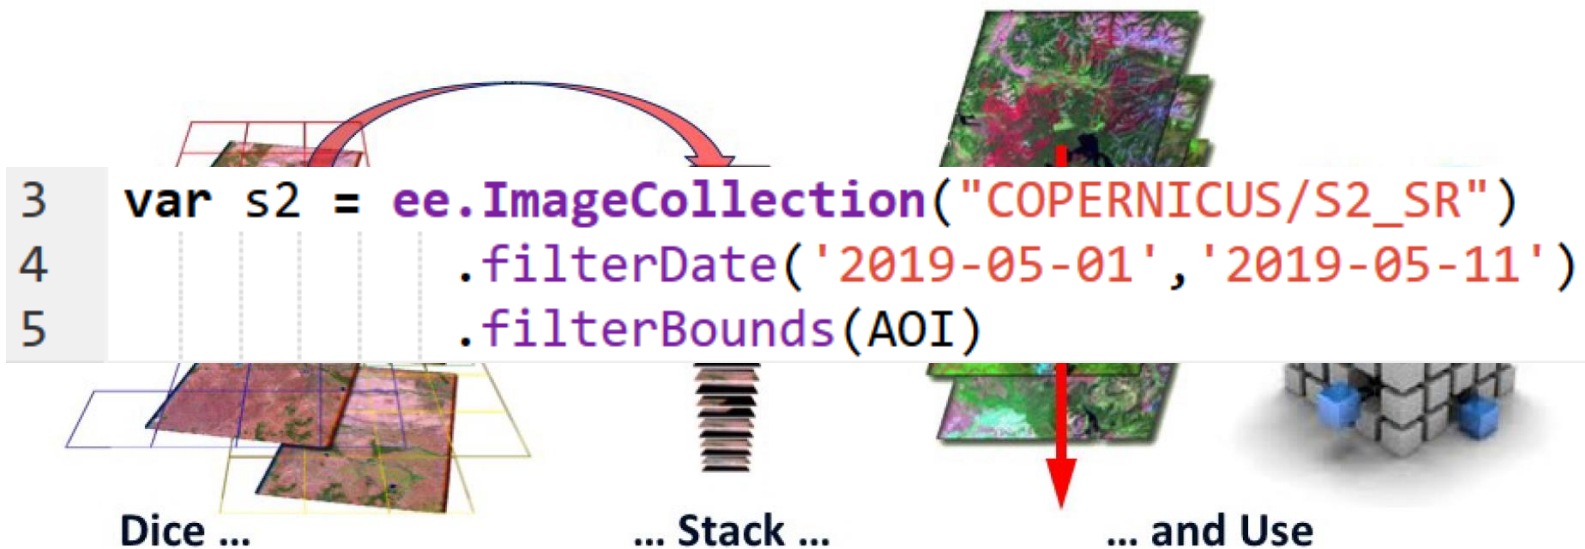 3 var s2 = ee.ImageCollection("COPERNICUS/S2_SR")
4 .filterDate('2019-05-01','2019-05-11')
5 .filterBounds(AOI)
Dice ... ... Stack ... ... and Use